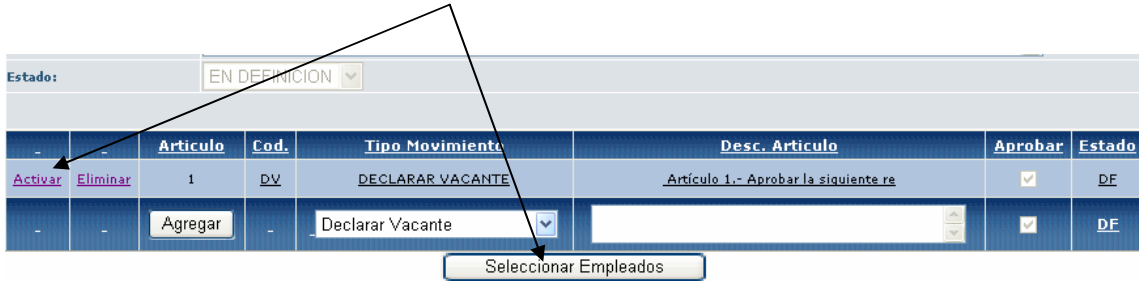 Estado: EN DEFINICION
- - Articulo Cod. Tipo Movimiento Desc. Articulo Aprobar Estado
Activar Eliminar 1 DV DECLARAR VACANTE Artículo 1.- Aprobar la siguiente re DF
- - Agregar - Declarar Vacante DF
Seleccionar Empleados